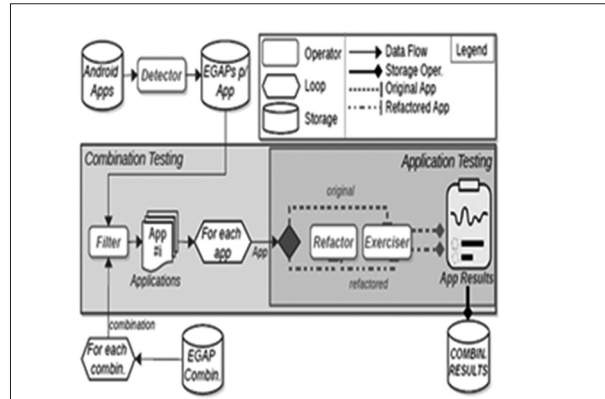 Android
Apps
Detector
EGAPs p/
App
Operator
Loop
Storage
Data Flow
Storage Oper.
Original App
Refactored App
Legend
Combination Testing
Application Testing
Filter
App
#i
Applications
For each
app
App
original
Refactor
Exerciser
refactored
App Results
combination
For each
combin.
EGAP
Combin.
COMBIN.
RESULTS